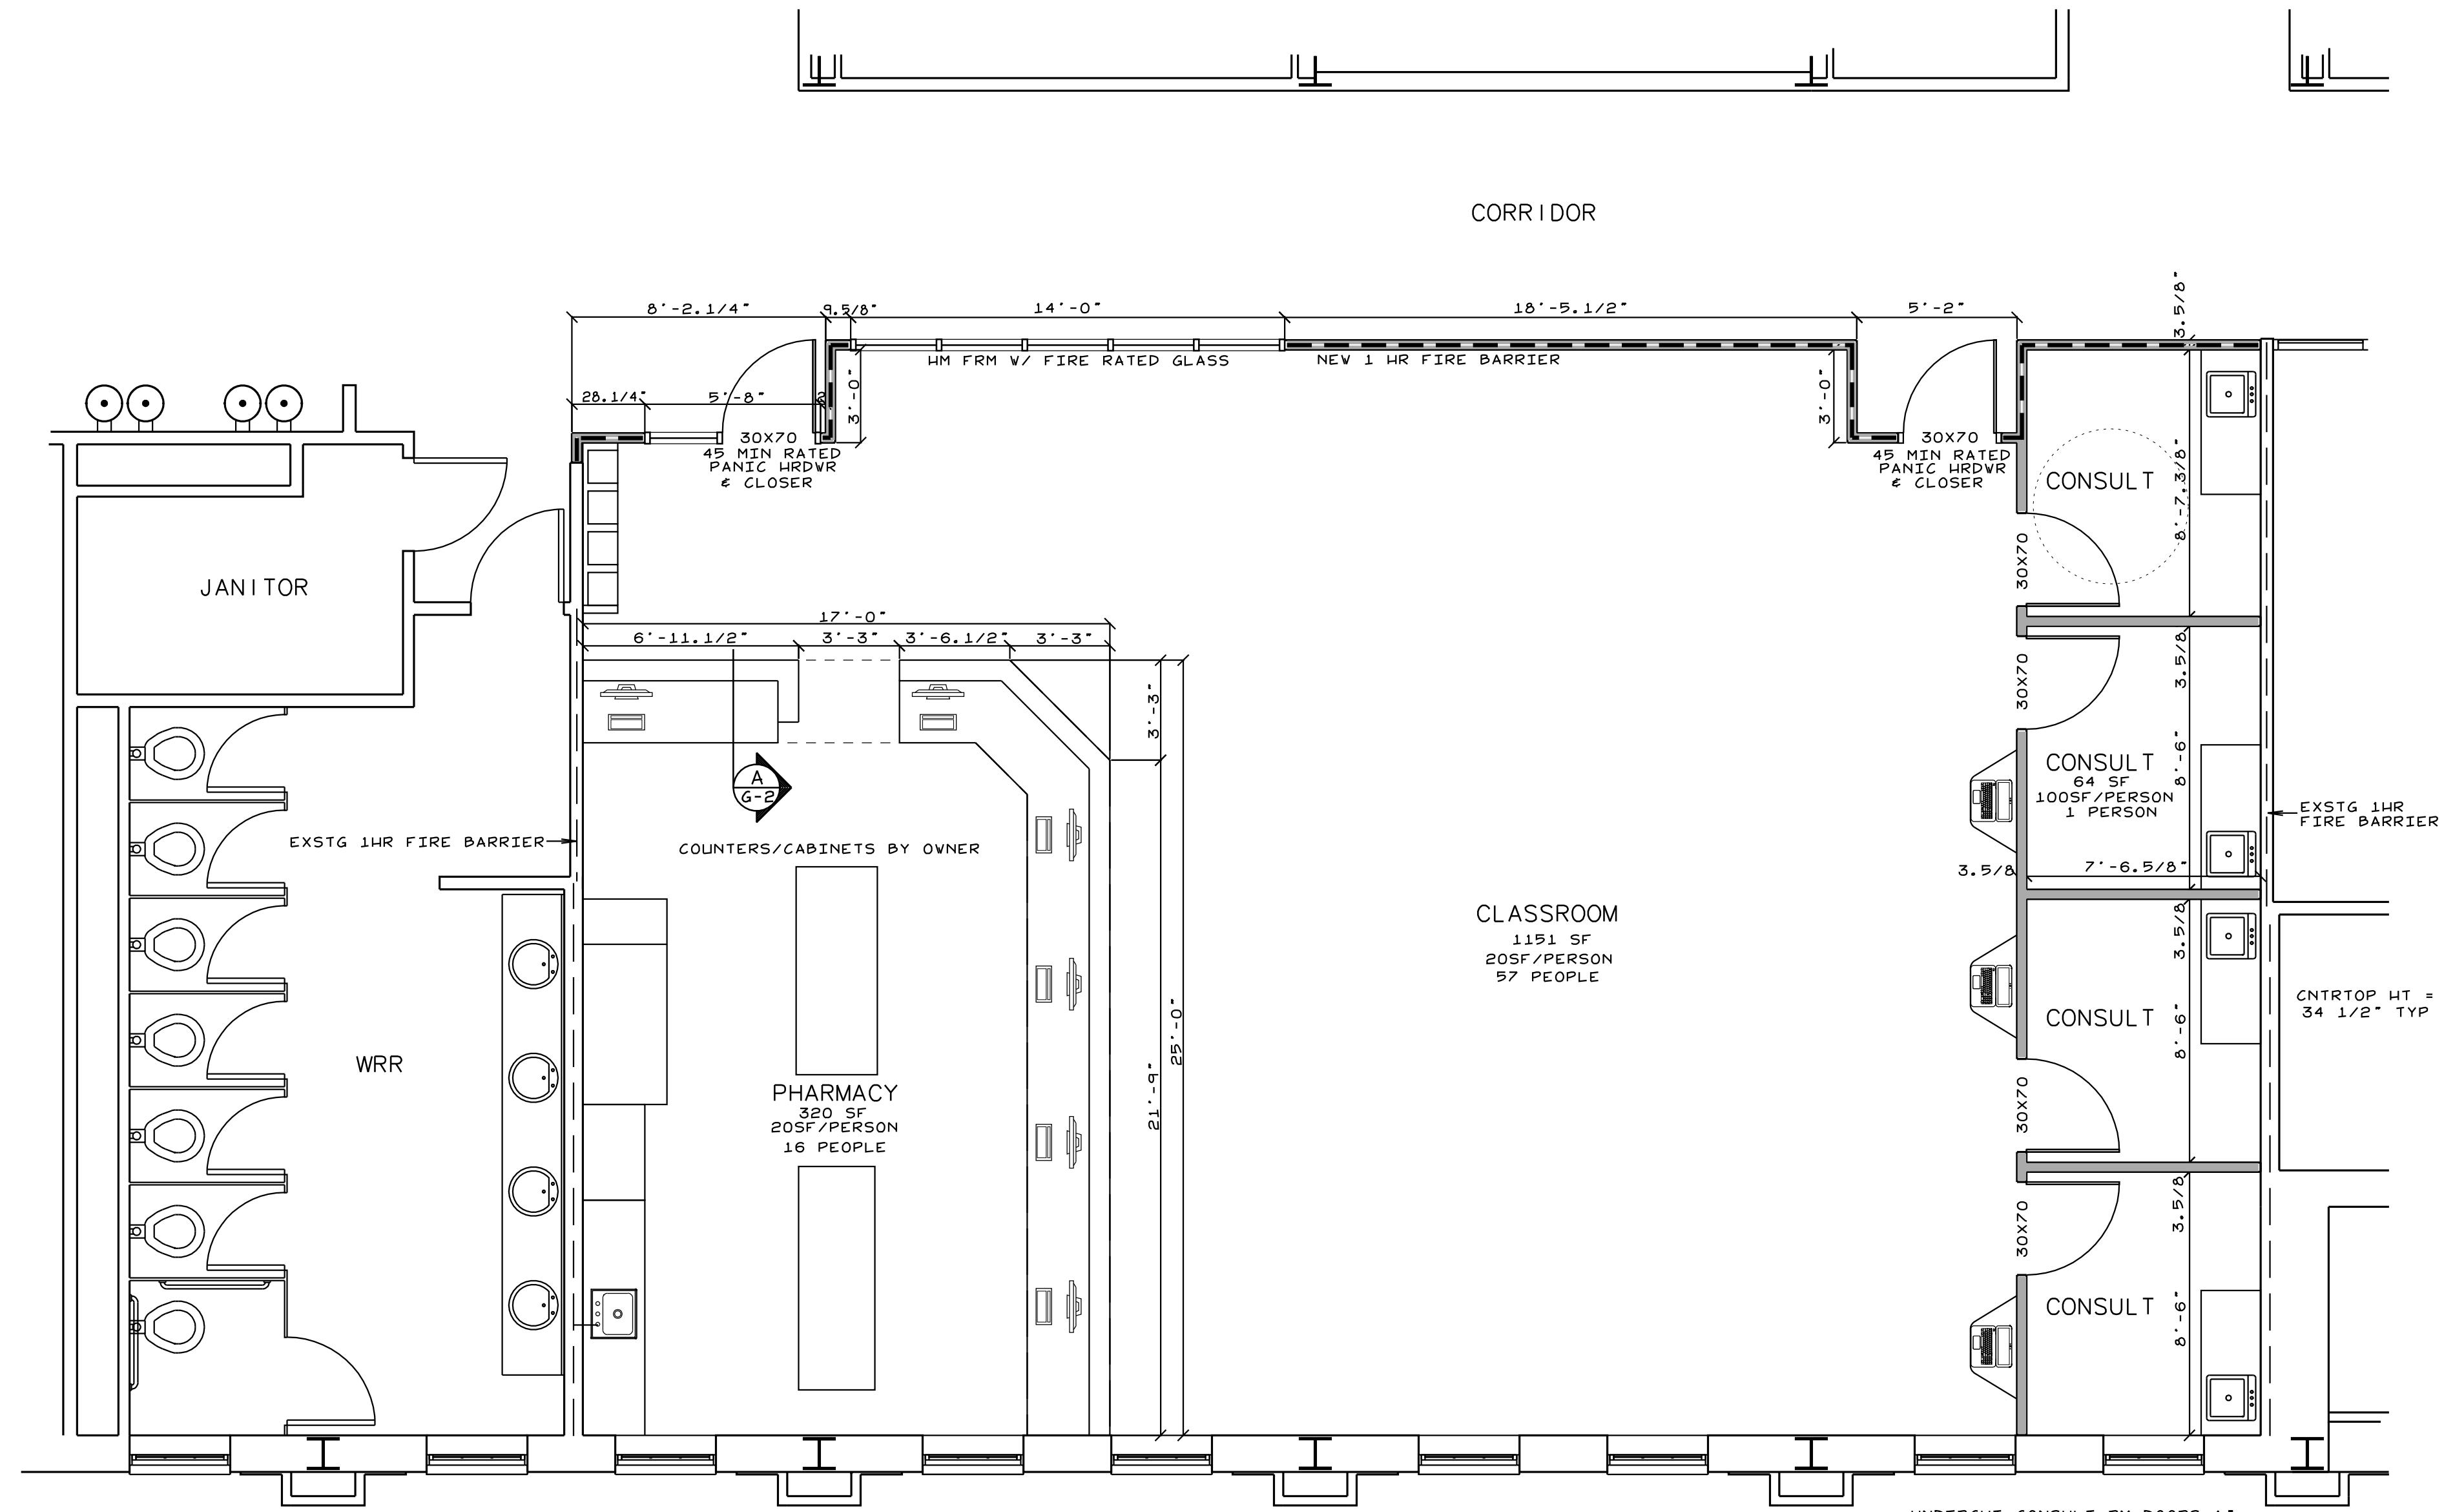 CORRIDOR
8'-2.1/4"
9.5/8"
14'-0"
18'-5.1/2"
5'-2"
3.5/8"
HM FRM W/ FIRE RATED GLASS
NEW 1 HR FIRE BARRIER
28.1/4"
5'-8"
2
3'-0"
3'-0"
30X70
45 MIN RATED
PANIC HRDWR
& CLOSER
30X70
45 MIN RATED
PANIC HRDWR
& CLOSER
CONSULT
8'-7.3/8"
30X70
JANITOR
17'-0"
6'-11.1/2"
3'-3"
3'-6.1/2"
3'-3"
3'-3"
30X70
3.5/8
A
G-2
CONSULT
64 SF
100SF/PERSON
1 PERSON
8'-6"
EXSTG 1HR
FIRE BARRIER
EXSTG 1HR FIRE BARRIER
COUNTERS/CABINETS BY OWNER
3.5/8
7'-6.5/8"
CLASSROOM
1151 SF
20SF/PERSON
57 PEOPLE
3.5/8
25'-0"
21'-9"
CNTRTOP HT =
34 1/2" TYP
CONSULT
8'-6"
WRR
PHARMACY
320 SF
20SF/PERSON
16 PEOPLE
30X70
3.5/8
30X70
CONSULT
8'-6"